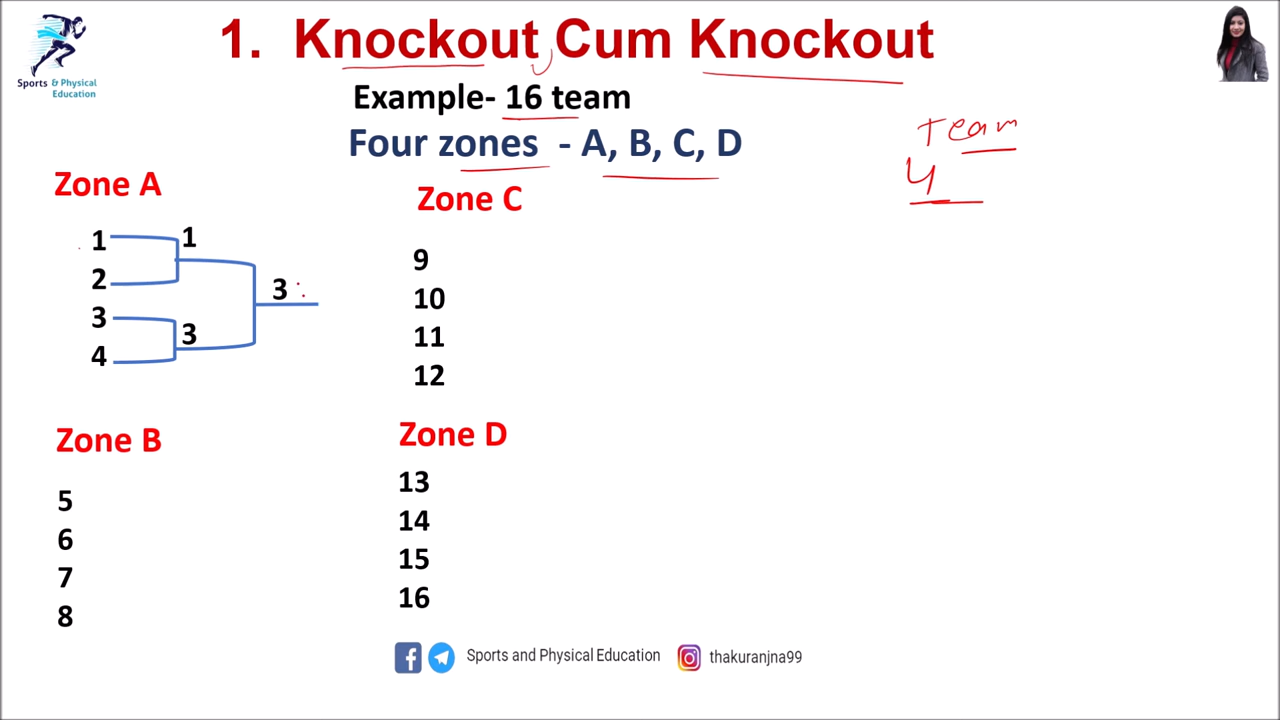 Sports & Physical
Education
1. Knockout Cum Knockout
Example- 16 team
Four zones - A, B, C, D
Team
4
Zone A
1
2
3
4
1
3
3
Zone C
9
10
11
12
Zone B
5
6
7
8
Zone D
13
14
15
16
Sports and Physical Education
thakuranjna99